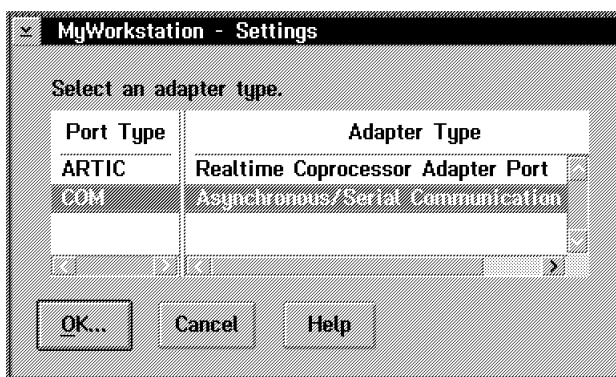 MyWorkstation - Settings
Select an adapter type.
Port Type Adapter Type
ARTIC Realtime Coprocessor Adapter Port
COM Asynchronous/Serial Communication
OK... Cancel Help